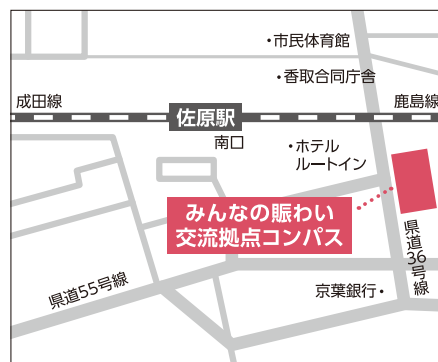 ・市民体育館
・香取合同庁舎
成田線
佐原駅
鹿島線
南口
・ホテル
ルートイン
みんなの賑わい
交流拠点コンパス
県道36号線
県道55号線
京葉銀行・